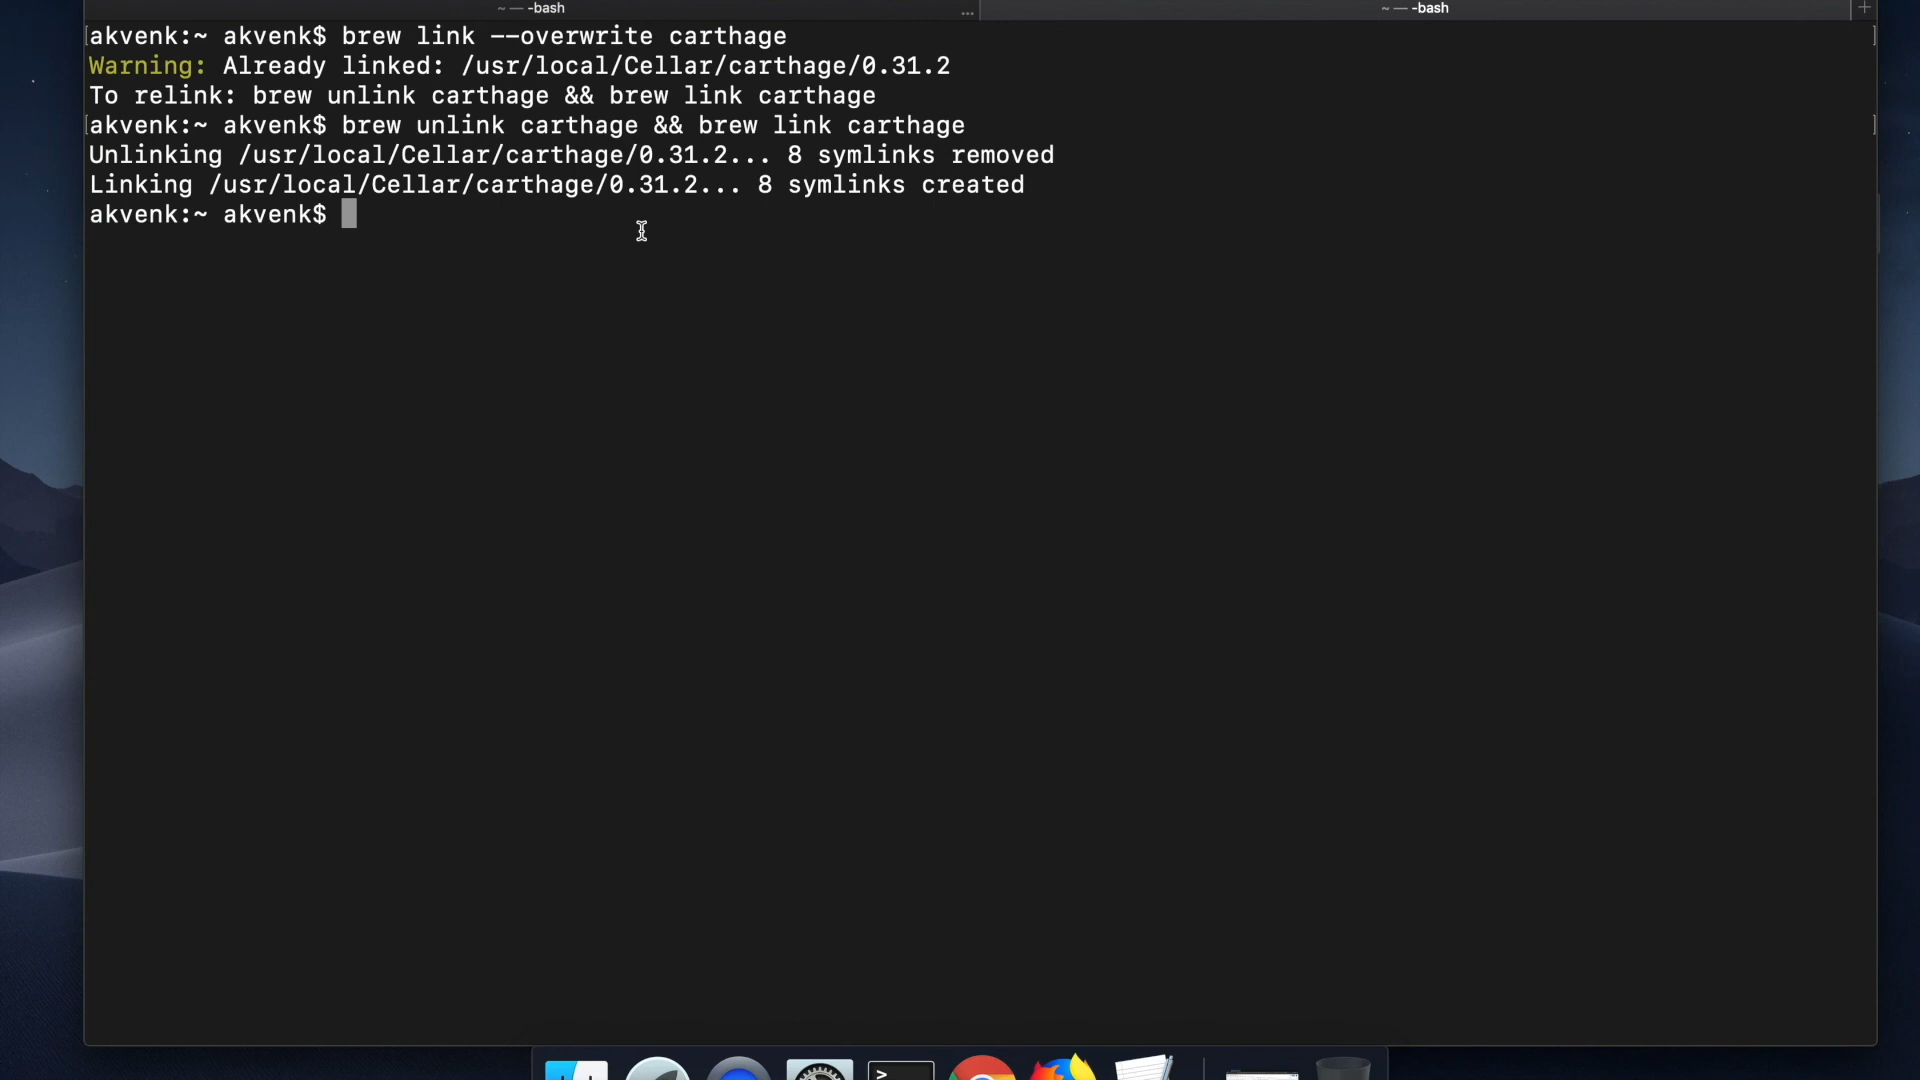 ~ — -bash
...
~ — -bash
+
[akvenk:~ akvenk$ brew link --overwrite carthage ]
Warning: Already linked: /usr/local/Cellar/carthage/0.31.2
To relink: brew unlink carthage && brew link carthage
[akvenk:~ akvenk$ brew unlink carthage && brew link carthage ]
Unlinking /usr/local/Cellar/carthage/0.31.2... 8 symlinks removed
Linking /usr/local/Cellar/carthage/0.31.2... 8 symlinks created
akvenk:~ akvenk$
>